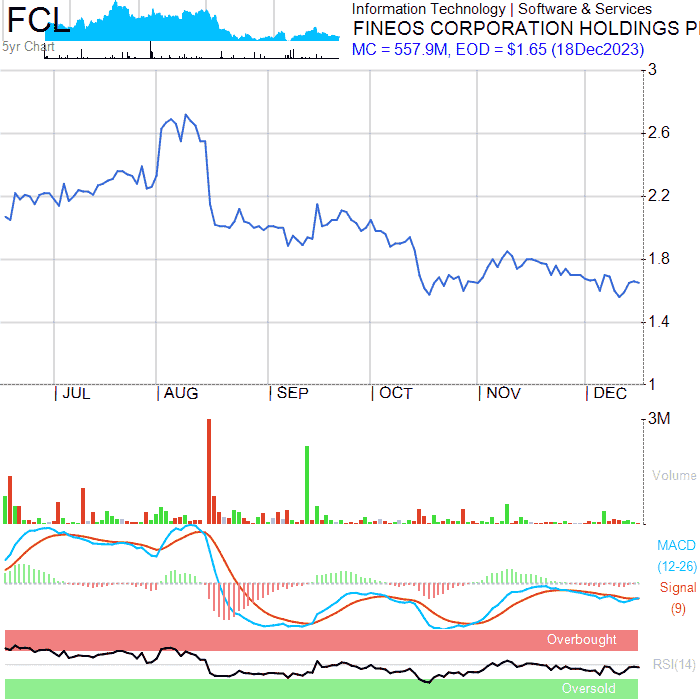 FCL
5yr Chart
Information Technology | Software & Services
FINEOS CORPORATION HOLDINGS P
MC = 557.9M, EOD = $1.65 (18Dec2023)
3
2.6
2.2
1.8
1.4
1
JUL AUG SEP OCT NOV DEC
3M
Volume
MACD
(12-26)
Signal
(9)
Overbought
RSI(14)
Oversold